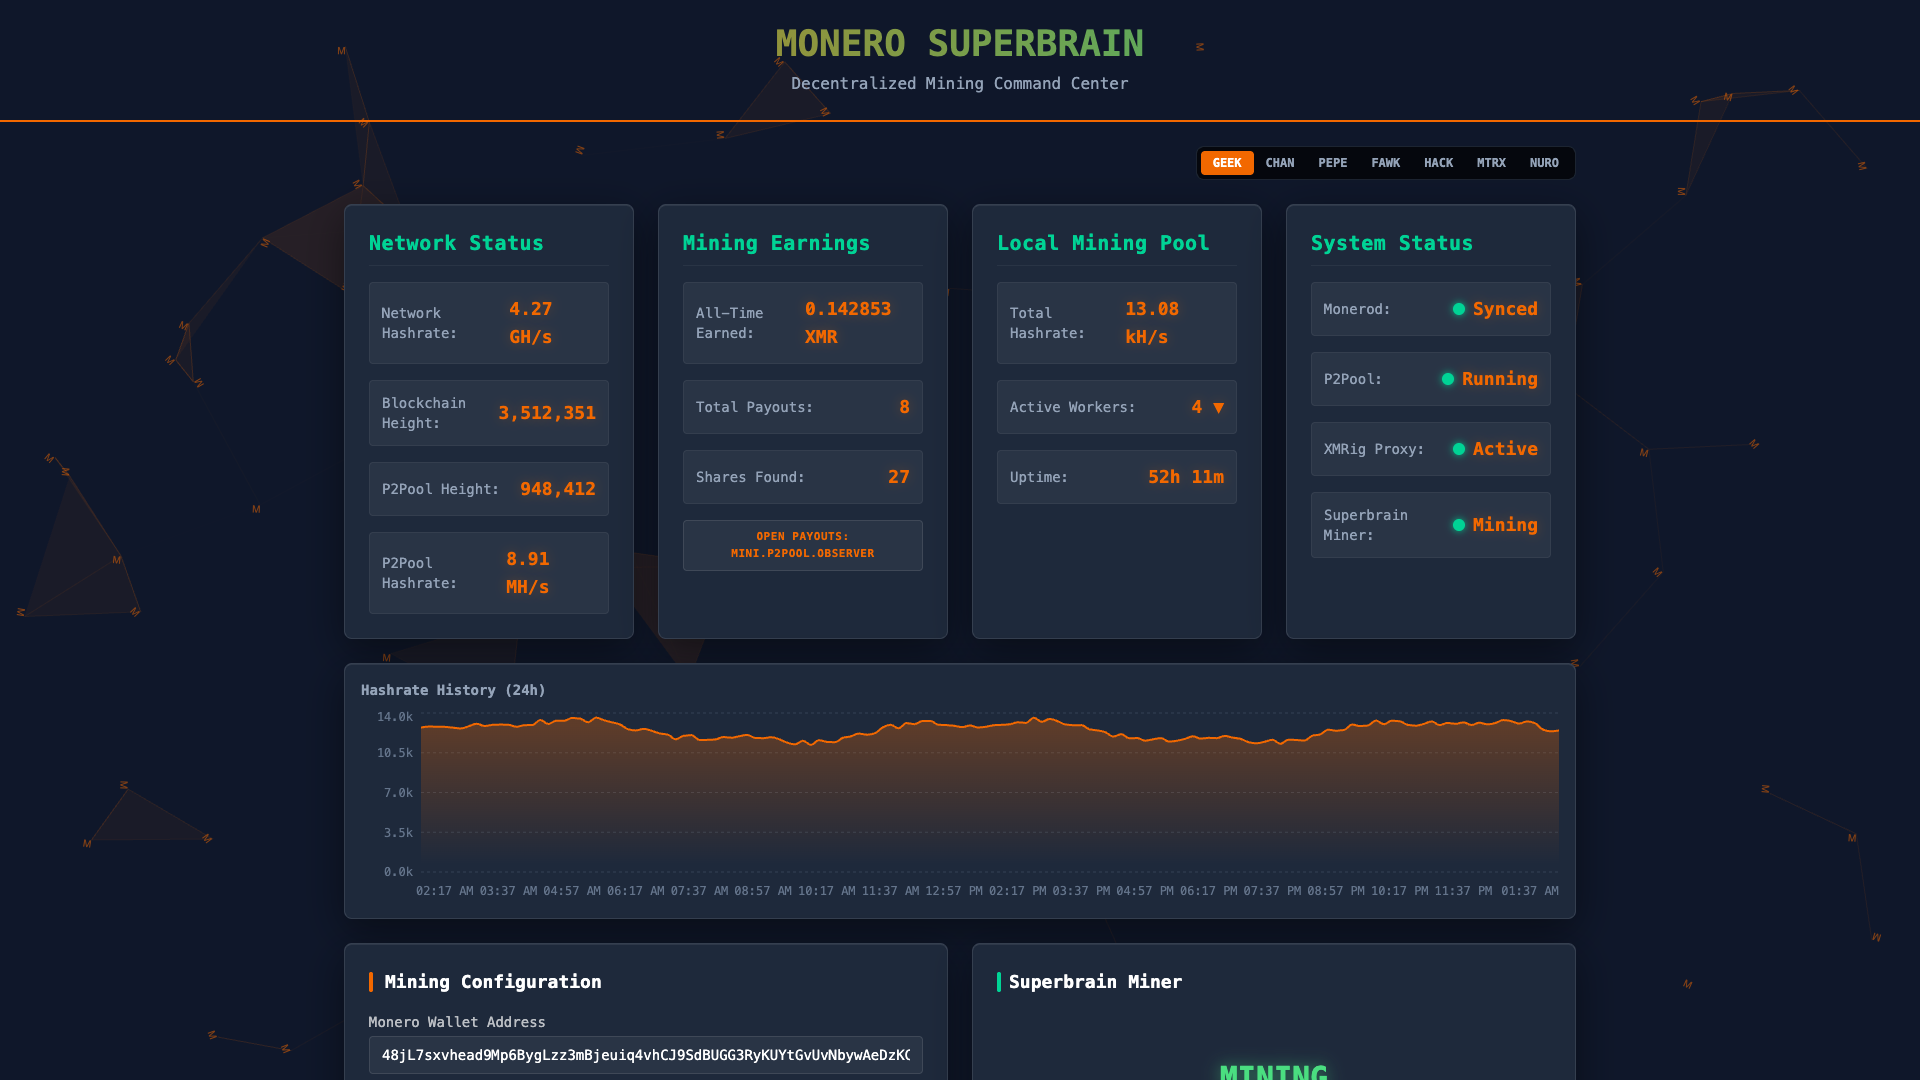 MONERO SUPERBRAIN
Decentralized Mining Command Center
GEEK CHAN PEPE FAWK HACK MTRX NURO
Network Status
Network Hashrate: 4.27 GH/s
Blockchain Height: 3,512,351
P2Pool Height: 948,412
P2Pool Hashrate: 8.91 MH/s
Mining Earnings
All-Time Earned: 0.142853 XMR
Total Payouts: 8
Shares Found: 27
OPEN PAYOUTS:
MINI.P2POOL.OBSERVER
Local Mining Pool
Total Hashrate: 13.08 kH/s
Active Workers: 4 ▼
Uptime: 52h 11m
System Status
Monerod: Synced
P2Pool: Running
XMRig Proxy: Active
Superbrain Miner: Mining
Hashrate History (24h)
14.0k
10.5k
7.0k
3.5k
0.0k
02:17 AM 03:37 AM 04:57 AM 06:17 AM 07:37 AM 08:57 AM 10:17 AM 11:37 AM 12:57 PM 02:17 PM 03:37 PM 04:57 PM 06:17 PM 07:37 PM 08:57 PM 10:17 PM 11:37 PM 01:37 AM
Mining Configuration
Monero Wallet Address
48jL7sxvhead9Mp6BygLzz3mBjeuiq4vhCJ9SdBUGG3RyKUYtGvUvNbywAeDzKC
Superbrain Miner
MINING